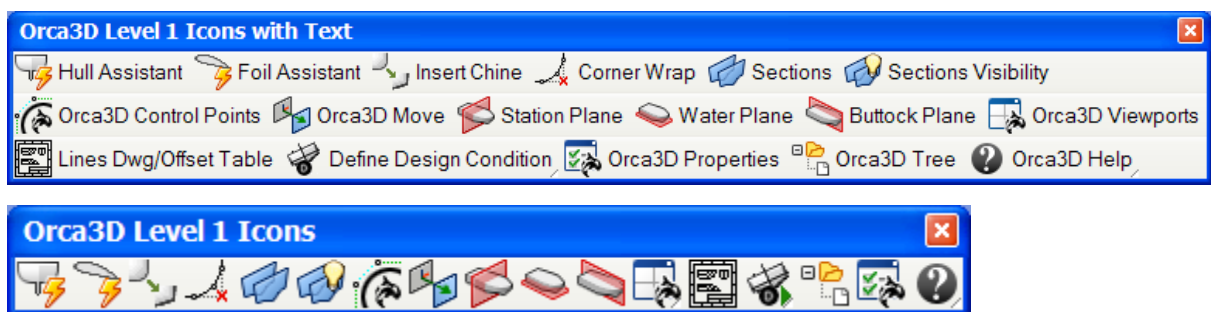 Orca3D Level 1 Icons with Text
Hull Assistant Foil Assistant Insert Chine Corner Wrap Sections Sections Visibility
Orca3D Control Points Orca3D Move Station Plane Water Plane Buttock Plane Orca3D Viewports
Lines Dwg/Offset Table Define Design Condition Orca3D Properties Orca3D Tree Orca3D Help
Orca3D Level 1 Icons